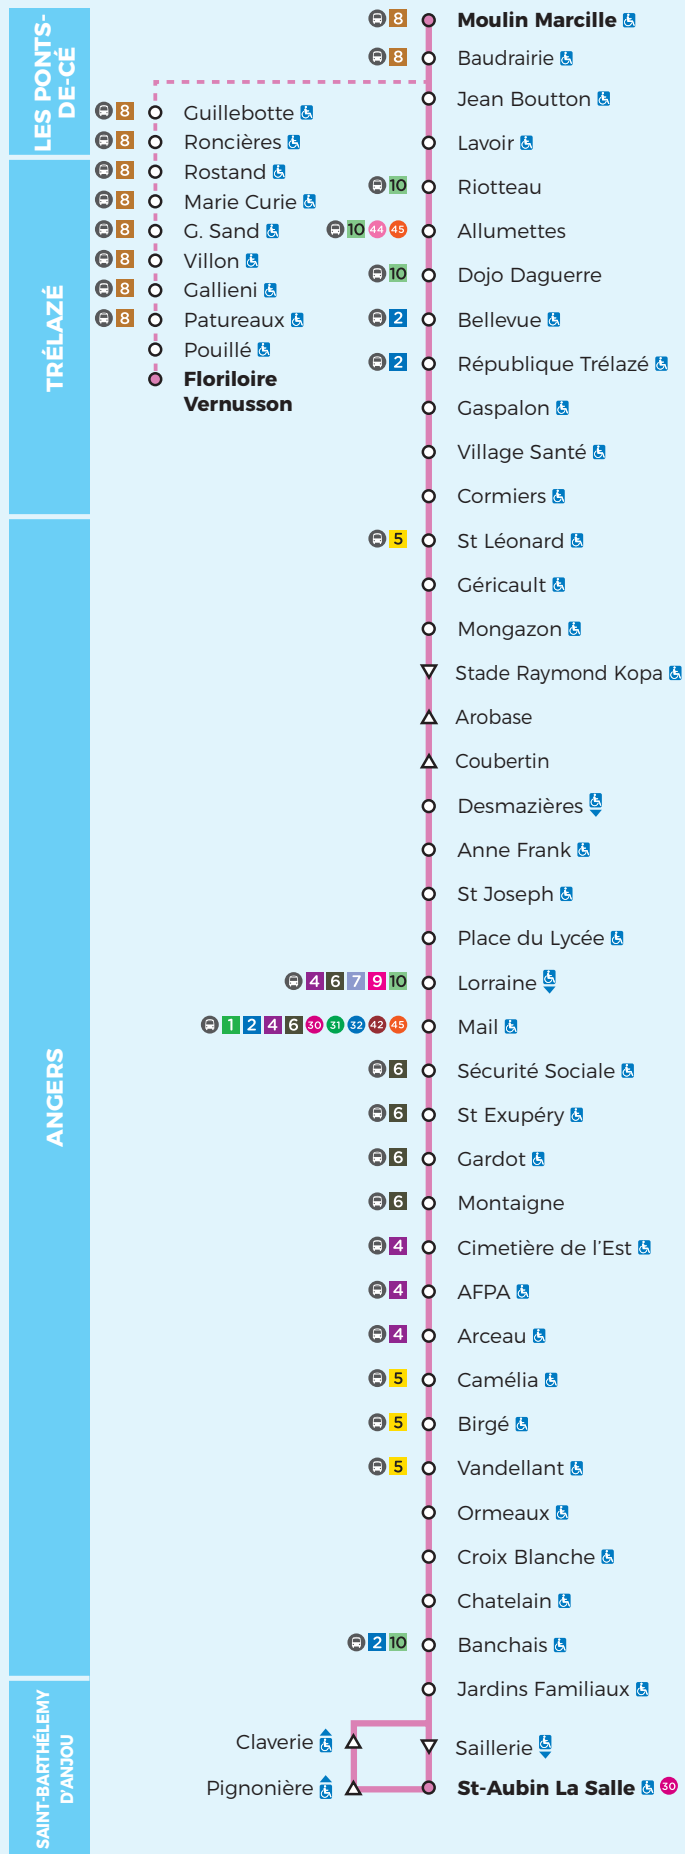 LES PONTS-
DE-CÉ
TRÉLAZÉ
ANGERS
SAINT-BARTHÉLEMY
D'ANJOU
8 Guillebotte
8 Roncières
8 Rostand
8 Marie Curie
8 G. Sand
8 Villon
8 Gallieni
8 Patureaux
Pouillé
Floriloire
Vernusson
8 Moulin Marcille
8 Baudrairie
Jean Boutton
Lavoir
10 Riotteau
10 44 45 Allumettes
10 Dojo Daguerre
2 Bellevue
2 République Trélazé
Gaspalon
Village Santé
Cormiers
5 St Léonard
Géricault
Mongazon
Stade Raymond Kopa
Arobase
Coubertin
Desmazières
Anne Frank
St Joseph
Place du Lycée
4 6 7 9 10 Lorraine
1 2 4 6 30 31 32 42 45 Mail
6 Sécurité Sociale
6 St Exupéry
6 Gardot
6 Montaigne
4 Cimetière de l'Est
4 AFPA
4 Arceau
5 Camélia
5 Birgé
5 Vandellant
Ormeaux
Croix Blanche
Chatelain
2 10 Banchais
Jardins Familiaux
Claverie
Saillerie
Pignonière
St-Aubin La Salle 30